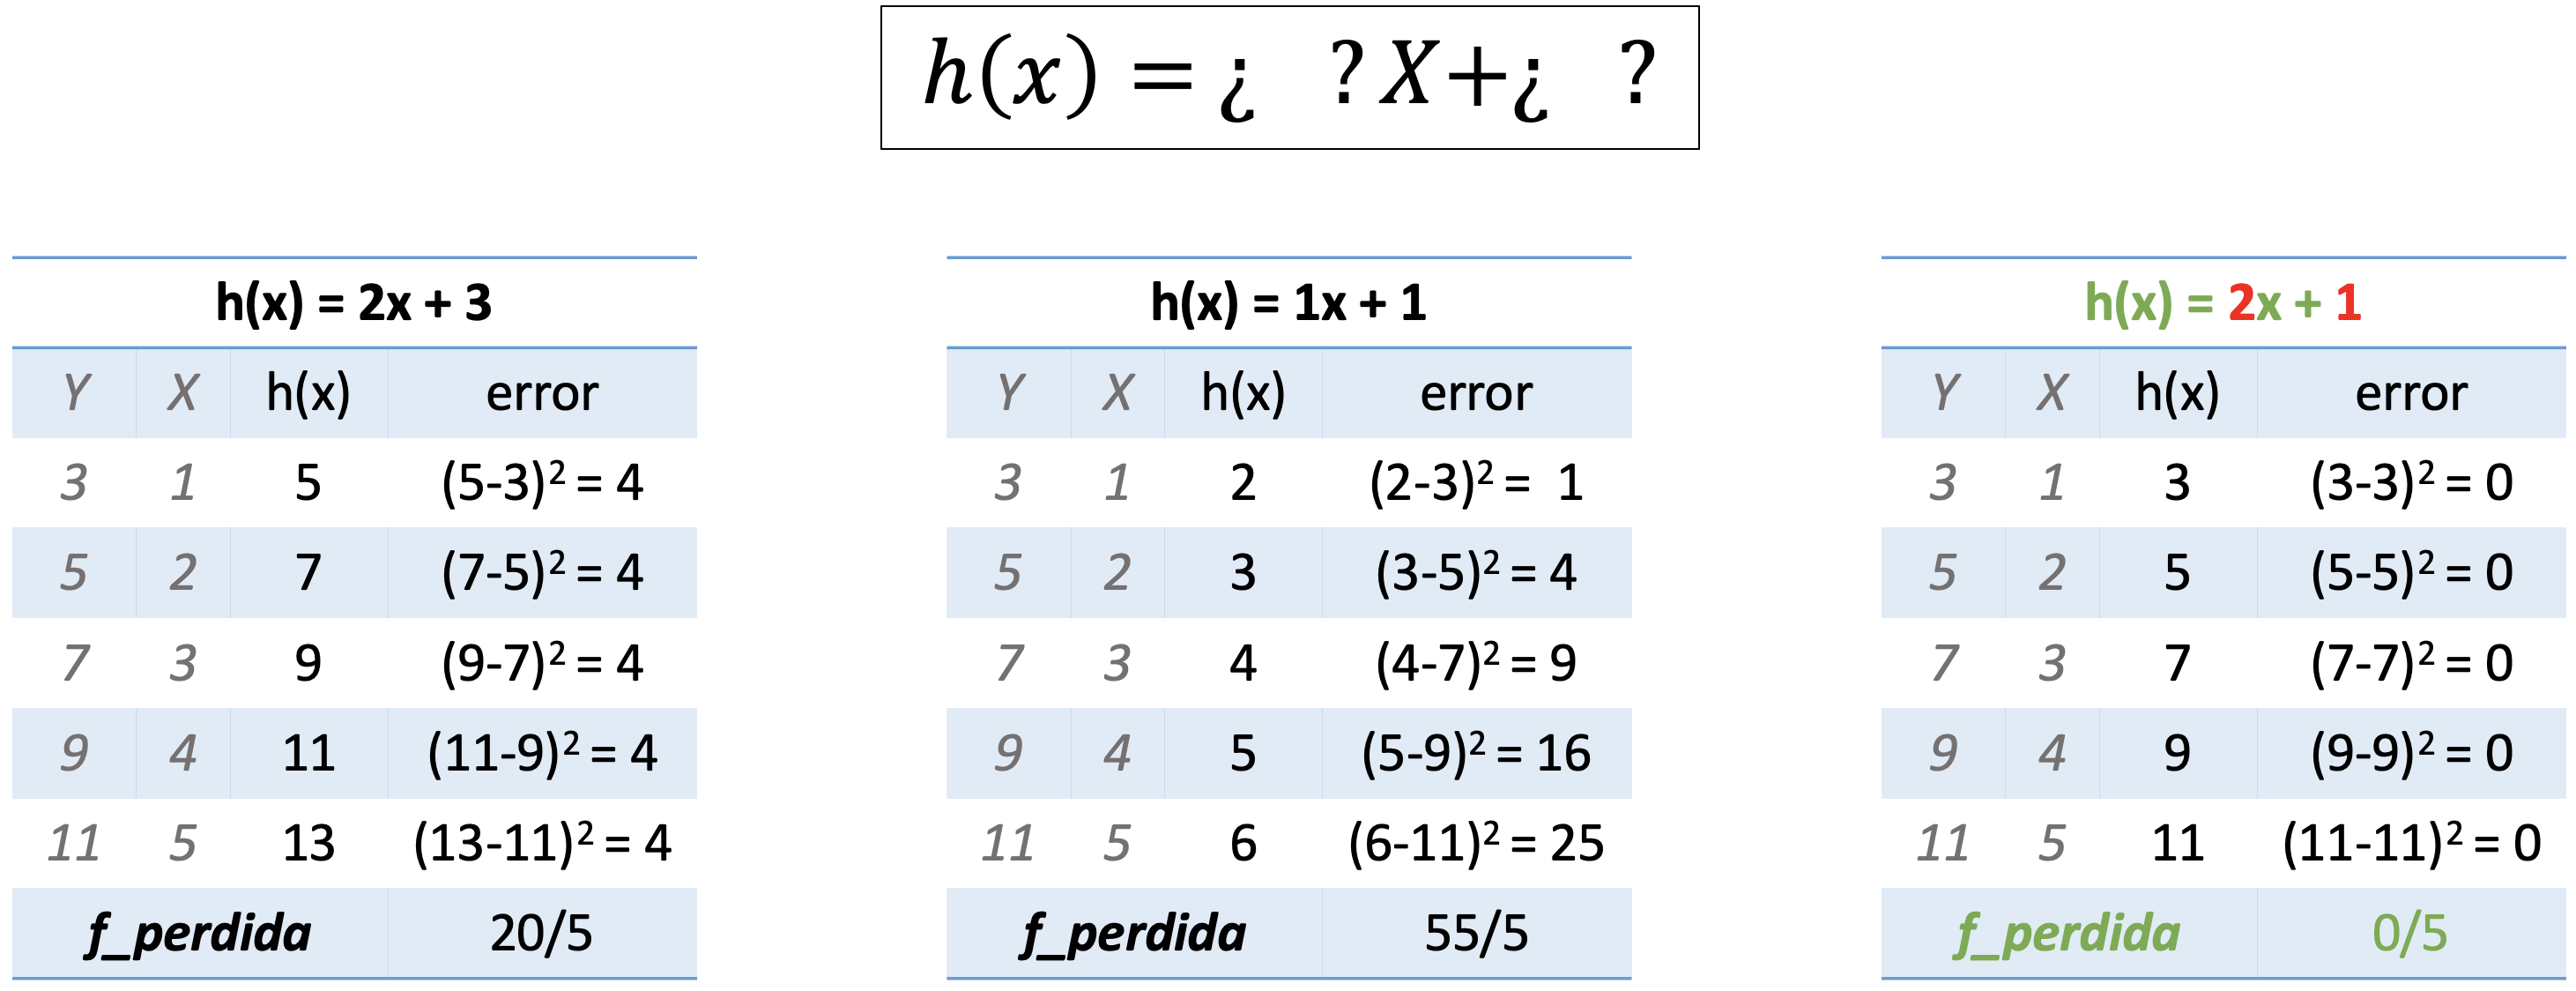 h(x) = ¿ ?X+¿ ?
h(x) = 2x + 3
Y X h(x) error
3 1 5 (5-3)² = 4
5 2 7 (7-5)² = 4
7 3 9 (9-7)² = 4
9 4 11 (11-9)² = 4
11 5 13 (13-11)² = 4
f_perdida 20/5
h(x) = 1x + 1
Y X h(x) error
3 1 2 (2-3)² = 1
5 2 3 (3-5)² = 4
7 3 4 (4-7)² = 9
9 4 5 (5-9)² = 16
11 5 6 (6-11)² = 25
f_perdida 55/5
h(x) = 2x + 1
Y X h(x) error
3 1 3 (3-3)² = 0
5 2 5 (5-5)² = 0
7 3 7 (7-7)² = 0
9 4 9 (9-9)² = 0
11 5 11 (11-11)² = 0
f_perdida 0/5